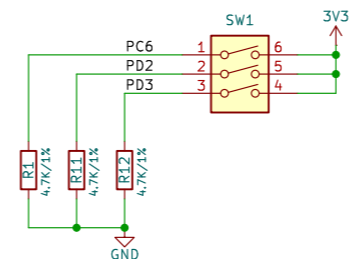 SW1
3V3
PC6 1 6
PD2 2 5
PD3 3 4
R1 4.7K/1%
R11 4.7K/1%
R12 4.7K/1%
GND